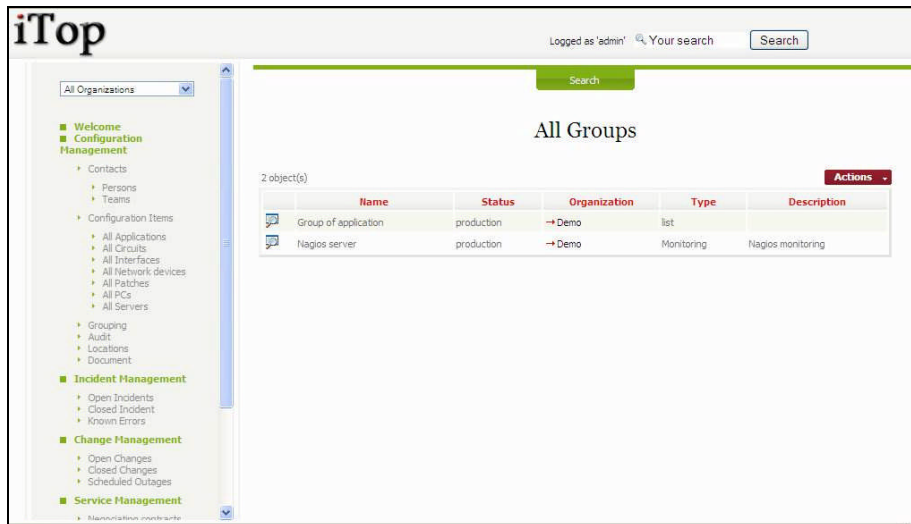 iTop
Logged as 'admin' Your search Search
All Organizations
Search
Welcome
Configuration
Management
Contacts
Persons
Teams
Configuration Items
All Applications
All Circuits
All Interfaces
All Network devices
All Patches
All PCs
All Servers
Grouping
Audit
Locations
Document
Incident Management
Open Incidents
Closed Incident
Known Errors
Change Management
Open Changes
Closed Changes
Scheduled Outages
Service Management
Negociating contracts
All Groups
2 object(s) Actions
Name Status Organization Type Description
Group of application production → Demo list
Nagios server production → Demo Monitoring Nagios monitoring